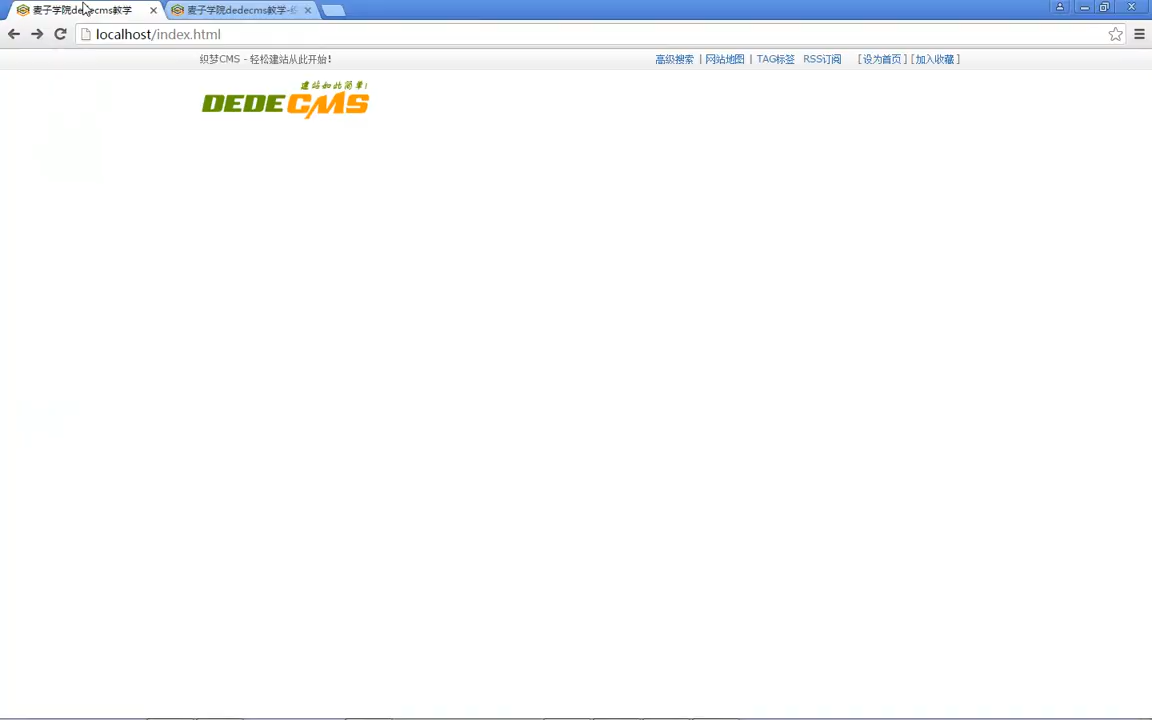 麦子学院dedecms教学
麦子学院dedecms教学-
localhost/index.html
织梦CMS - 轻松建站从此开始!
高级搜索 | 网站地图 | TAG标签 RSS订阅 [设为首页] [加入收藏]
建站如此简单!
DEDECMS